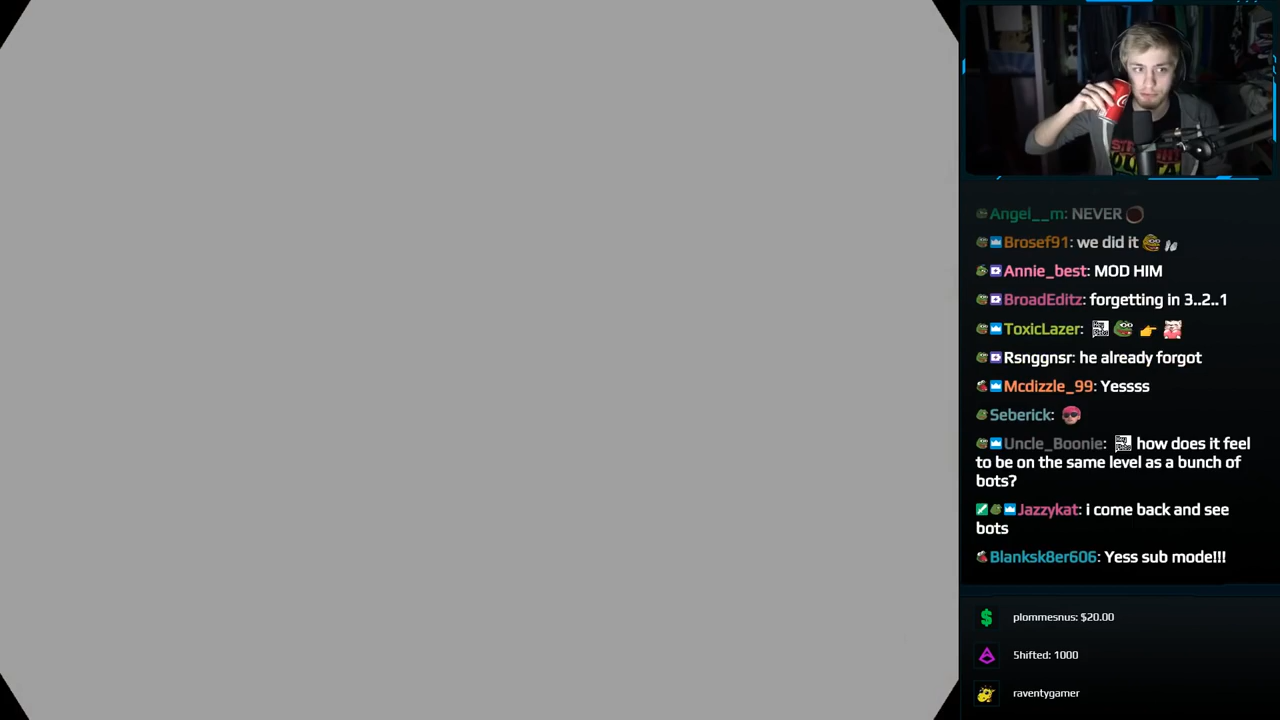 Angel__m: NEVER
Brosef91: we did it
Annie_best: MOD HIM
BroadEditz: forgetting in 3..2..1
ToxicLazer:
Rsnggnsr: he already forgot
Mcdizzle_99: Yessss
Seberick:
Uncle_Boonie: how does it feel
to be on the same level as a bunch of
bots?
Jazzykat: i come back and see
bots
Blanksk8er606: Yess sub mode!!!
plommesnus: $20.00
5hifted: 1000
raventygamer